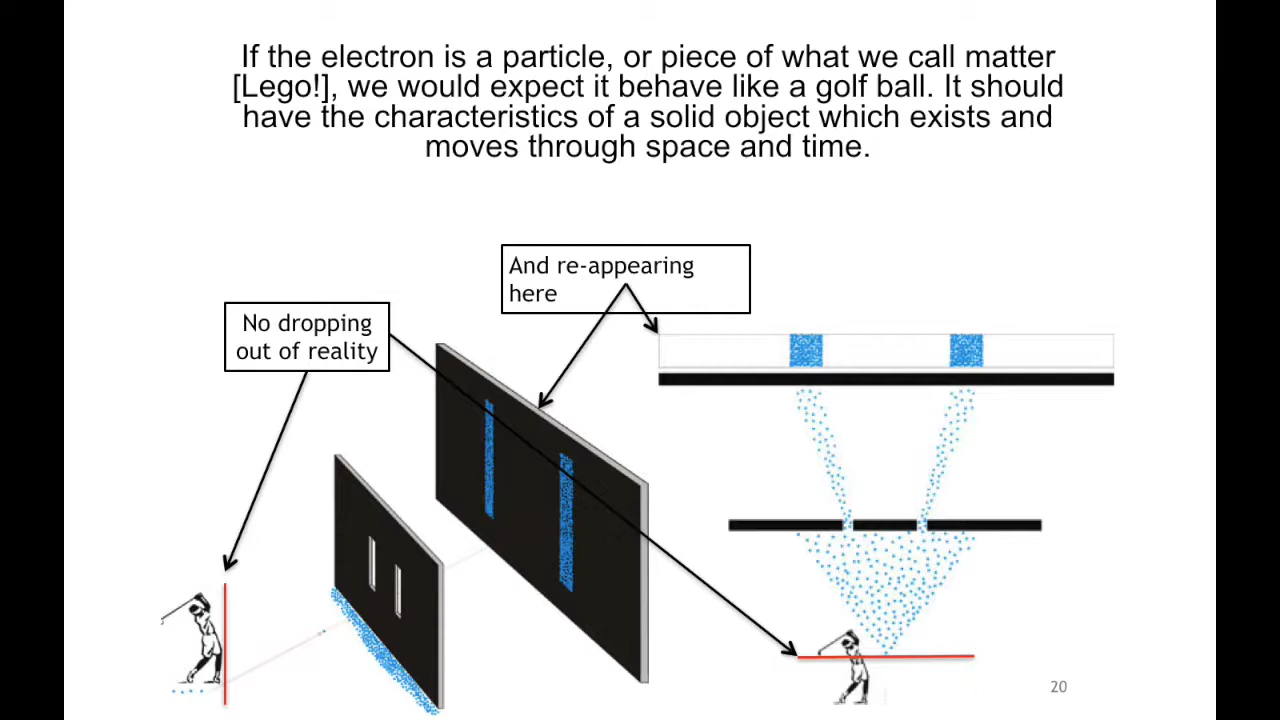 If the electron is a particle, or piece of what we call matter
[Lego!], we would expect it behave like a golf ball. It should
have the characteristics of a solid object which exists and
moves through space and time.
And re-appearing
here
No dropping
out of reality
20